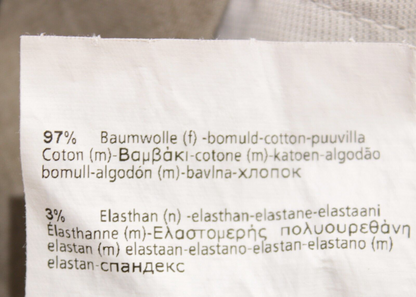 97% Baumwolle (f) -bomuld-cotton-puuvilla
Coton (m)-Βαμβάκι-cotone (m)-katoen-algodão
bomull-algodón (m)-bavlna-хлопок
3% Elasthan (n) -elasthan-elastane-elastaani
Élasthanne (m)-Ελαστομερής πολυουρεθάνη
elastan (m) elastaan-elastano-elastan-elastano (m)
elastan-спандекс